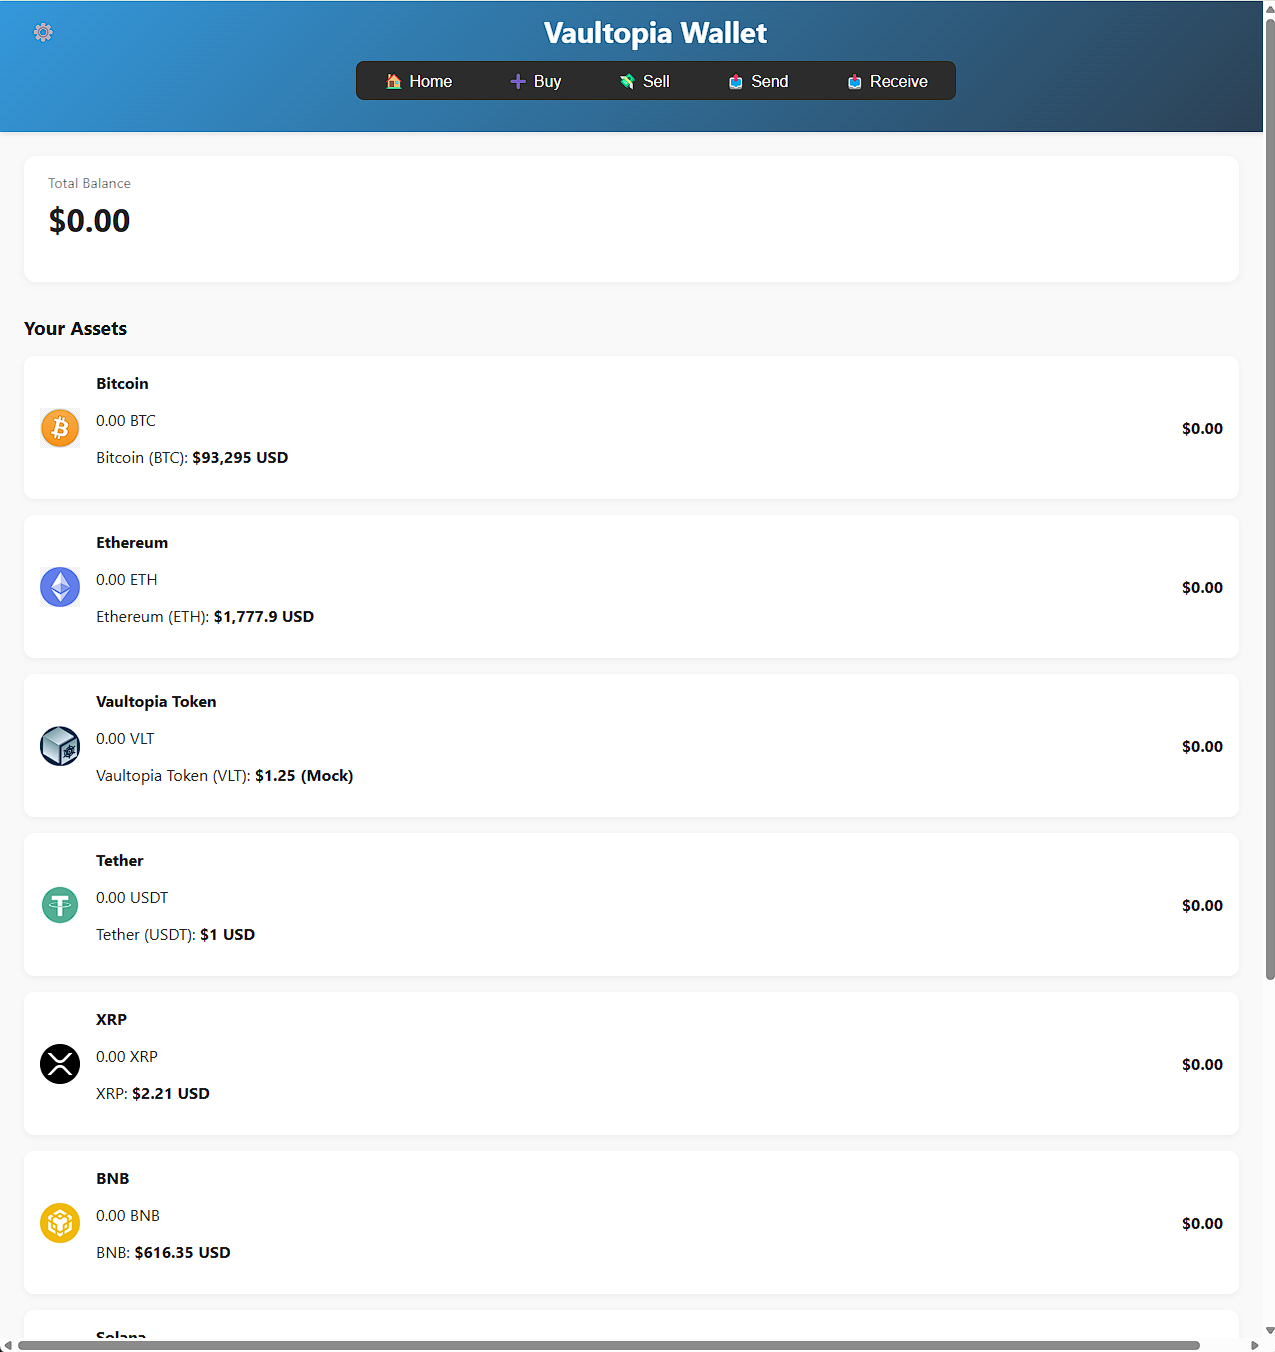 Vaultopia Wallet
Home Buy Sell Send Receive
Total Balance
$0.00
Your Assets
Bitcoin
0.00 BTC
$0.00
Bitcoin (BTC): $93,295 USD
Ethereum
0.00 ETH
$0.00
Ethereum (ETH): $1,777.9 USD
Vaultopia Token
0.00 VLT
$0.00
Vaultopia Token (VLT): $1.25 (Mock)
Tether
0.00 USDT
$0.00
Tether (USDT): $1 USD
XRP
0.00 XRP
$0.00
XRP: $2.21 USD
BNB
0.00 BNB
$0.00
BNB: $616.35 USD
Solana